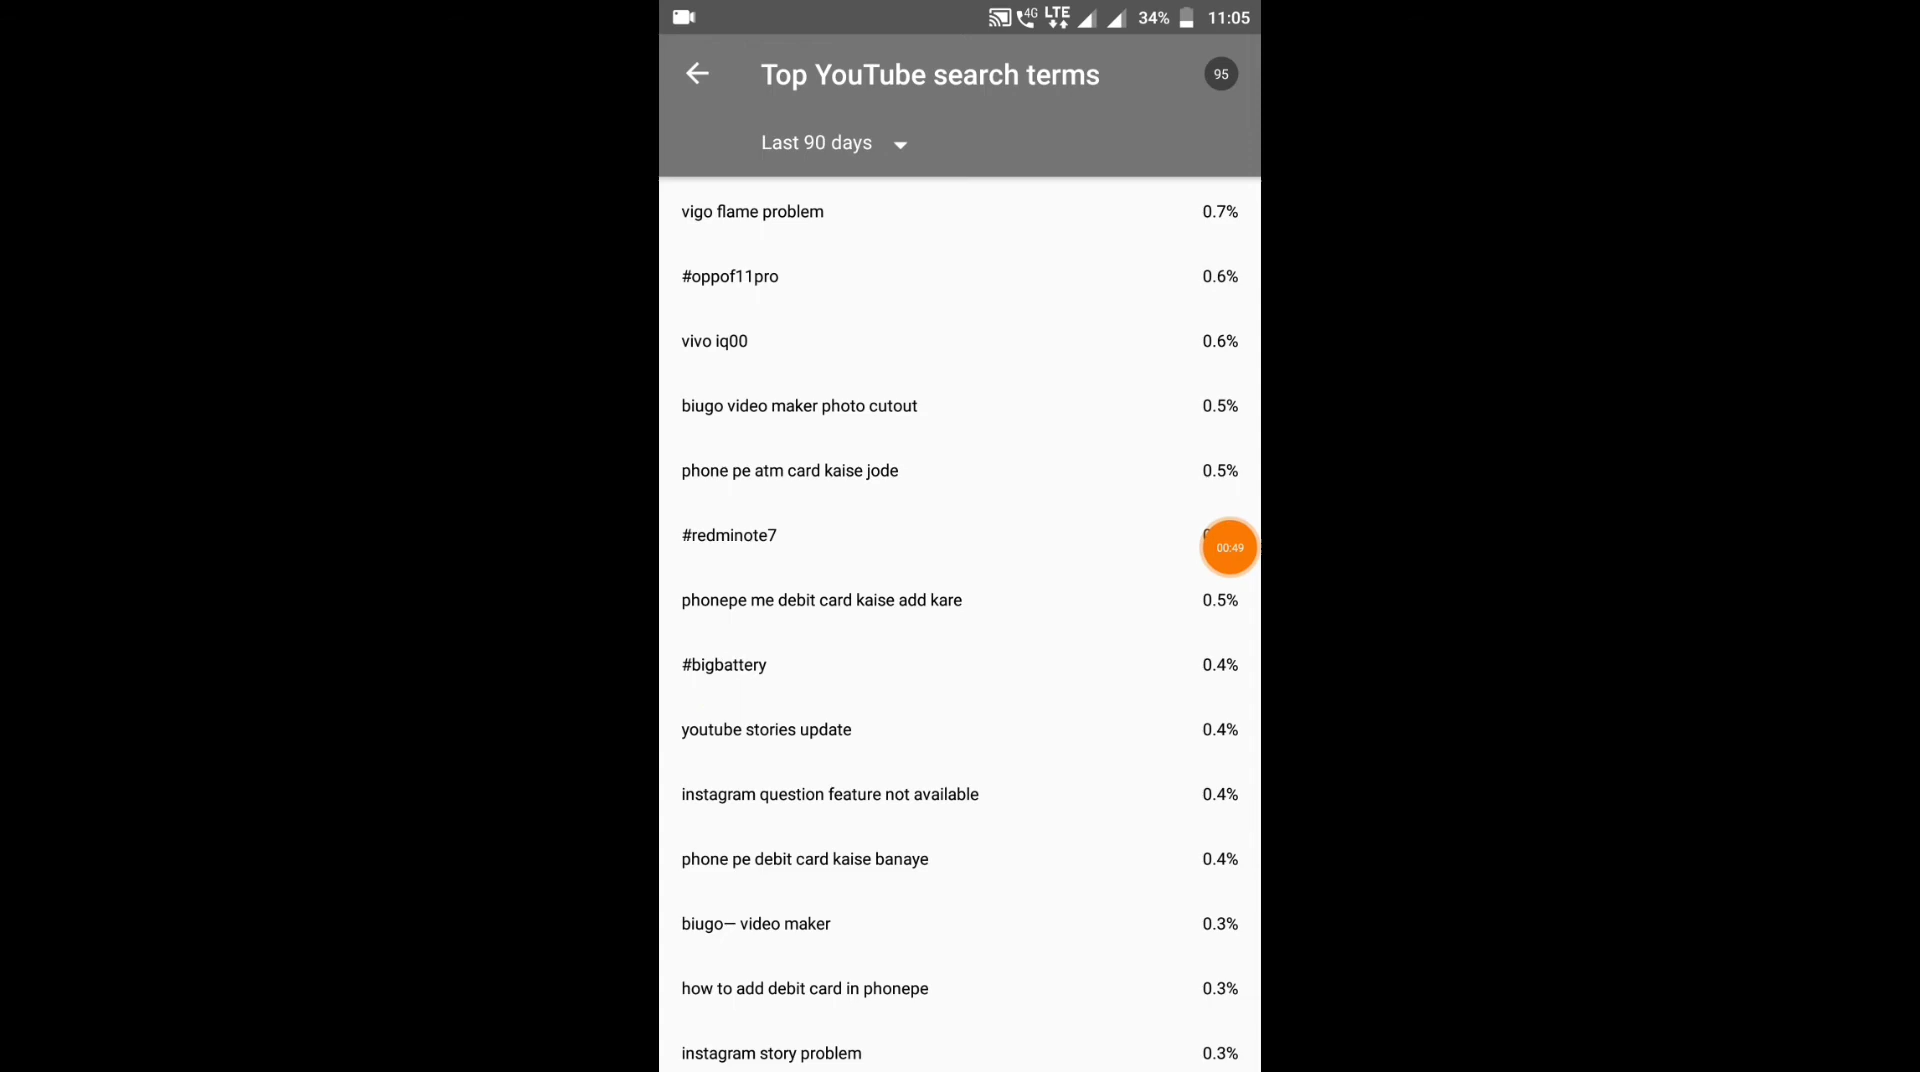 4G LTE 34% 11:05
Top YouTube search terms 95
Last 90 days
vigo flame problem 0.7%
#oppof11pro 0.6%
vivo iq00 0.6%
biugo video maker photo cutout 0.5%
phone pe atm card kaise jode 0.5%
#redminote7
00:49
phonepe me debit card kaise add kare 0.5%
#bigbattery 0.4%
youtube stories update 0.4%
instagram question feature not available 0.4%
phone pe debit card kaise banaye 0.4%
biugo— video maker 0.3%
how to add debit card in phonepe 0.3%
instagram story problem 0.3%